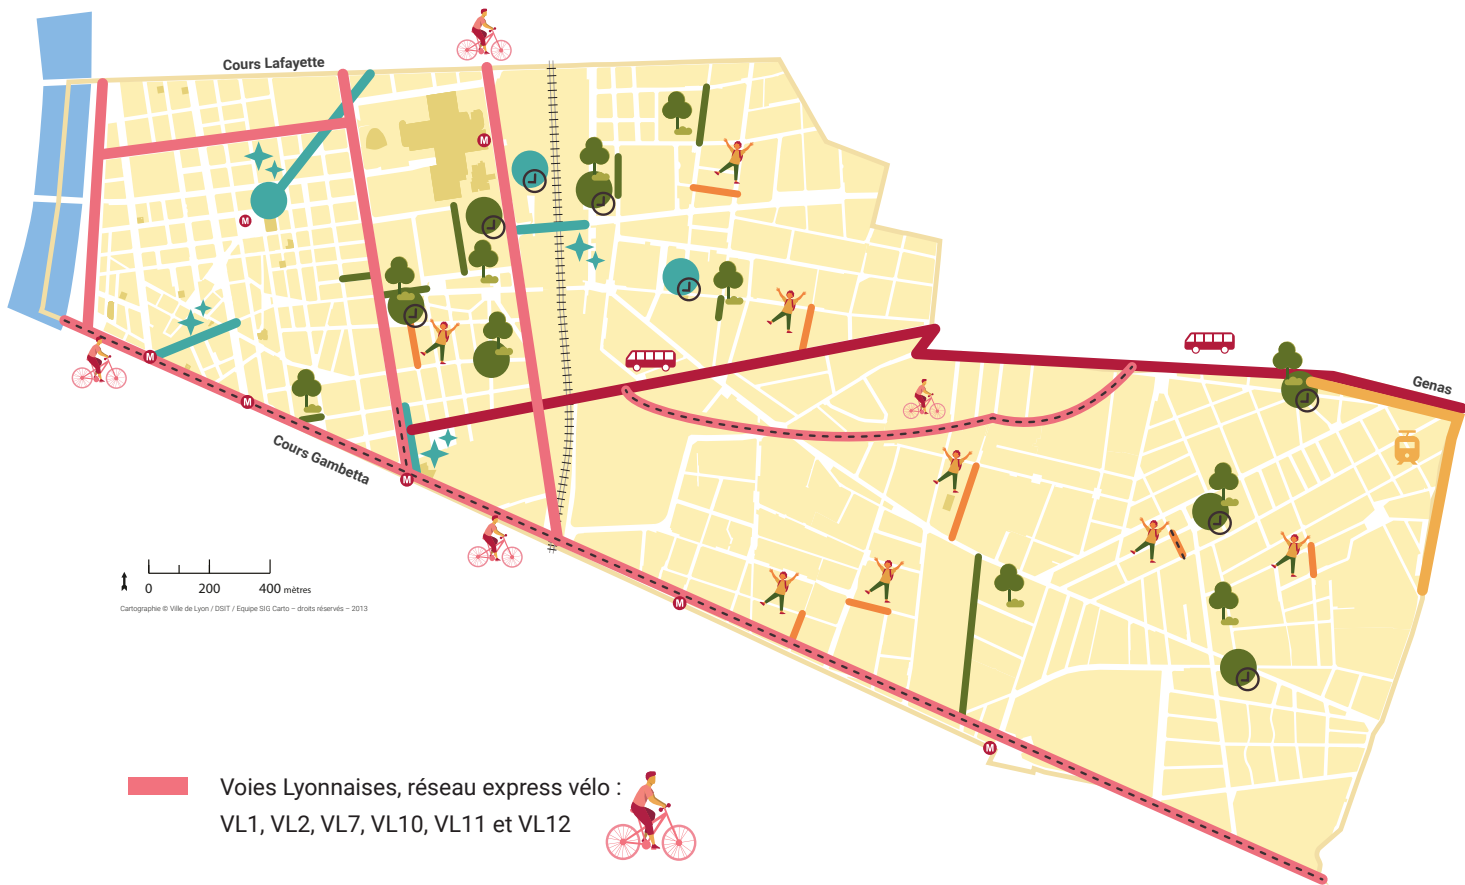 Cours Lafayette
M
M
M
M
Genas
M
Cours Gambetta
M
0 200 400 mètres
Cartographie © Ville de Lyon / DSIT / Equipe SIG Carto – droits réservés – 2013
M
M
Voies Lyonnaises, réseau express vélo :
VL1, VL2, VL7, VL10, VL11 et VL12